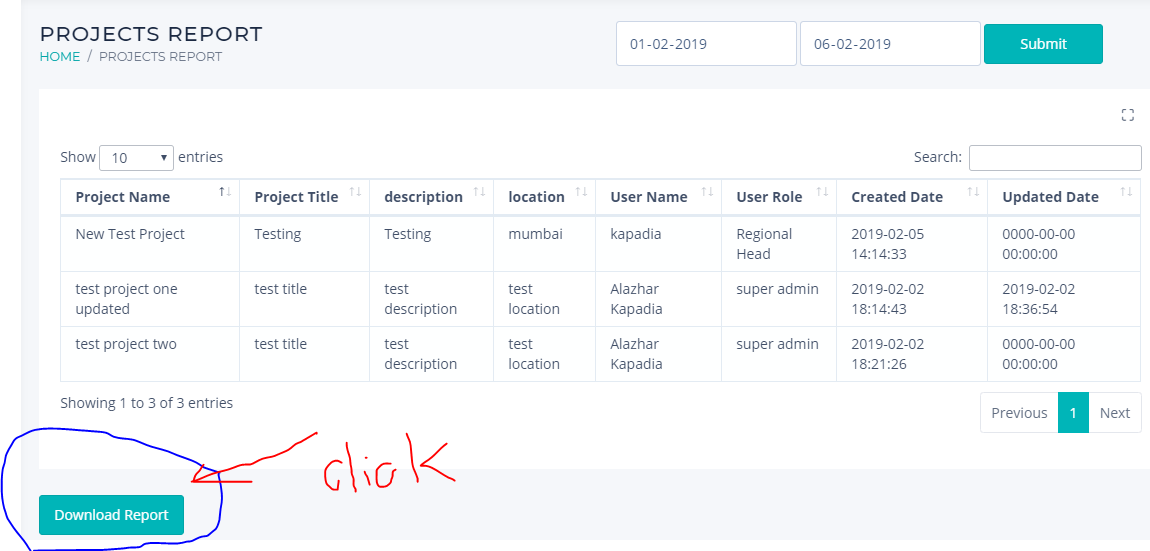 PROJECTS REPORT
HOME / PROJECTS REPORT
01-02-2019 06-02-2019 Submit
Show 10 entries Search:
Project Name Project Title description location User Name User Role Created Date Updated Date
New Test Project Testing Testing mumbai kapadia Regional Head 2019-02-05 14:14:33 0000-00-00 00:00:00
test project one updated test title test description test location Alazhar Kapadia super admin 2019-02-02 18:14:43 2019-02-02 18:36:54
test project two test title test description test location Alazhar Kapadia super admin 2019-02-02 18:21:26 0000-00-00 00:00:00
Showing 1 to 3 of 3 entries Previous 1 Next
click
Download Report